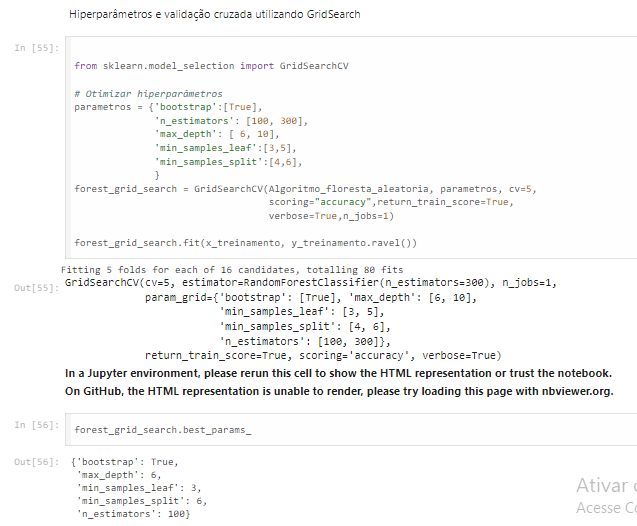 Hiperparâmetros e validação cruzada utilizando GridSearch
In [55]:
from sklearn.model_selection import GridSearchCV
# Otimizar hiperparâmetros
parametros = {'bootstrap':[True],
'n_estimators': [100, 300],
'max_depth': [ 6, 10],
'min_samples_leaf':[3,5],
'min_samples_split':[4,6],
}
forest_grid_search = GridSearchCV(Algoritmo_floresta_aleatoria, parametros, cv=5,
scoring="accuracy",return_train_score=True,
verbose=True,n_jobs=1)
forest_grid_search.fit(x_treinamento, y_treinamento.ravel())
Fitting 5 folds for each of 16 candidates, totalling 80 fits
Out[55]: GridSearchCV(cv=5, estimator=RandomForestClassifier(n_estimators=300), n_jobs=1,
param_grid={'bootstrap': [True], 'max_depth': [6, 10],
'min_samples_leaf': [3, 5],
'min_samples_split': [4, 6],
'n_estimators': [100, 300]},
return_train_score=True, scoring='accuracy', verbose=True)
In a Jupyter environment, please rerun this cell to show the HTML representation or trust the notebook.
On GitHub, the HTML representation is unable to render, please try loading this page with nbviewer.org.
In [56]: forest_grid_search.best_params_
Out[56]: {'bootstrap': True,
'max_depth': 6,
'min_samples_leaf': 3,
'min_samples_split': 6,
'n_estimators': 100}
Ativar
Acesse